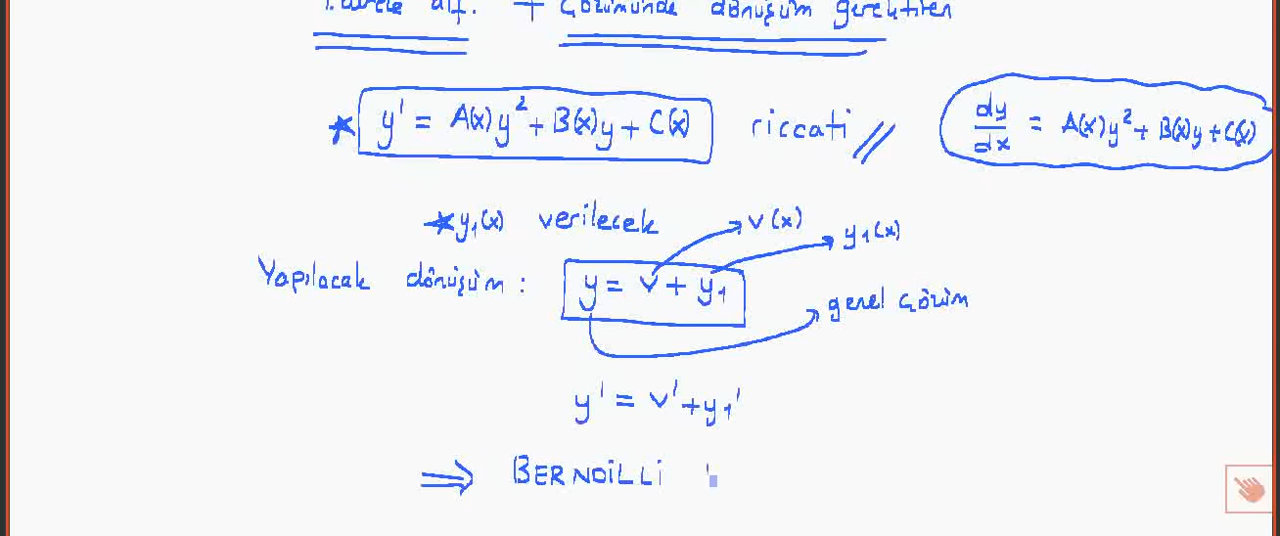 dif. + çözümünde dönüşüm gerektiren
★ y' = A(x)y² + B(x)y + C(x) riccati // dy/dx = A(x)y² + B(x)y + C(x)
★ y₁(x) verilecek → v(x) → y₁(x)
Yapılacak dönüşüm : y = v + y₁ → genel çözüm
y' = v' + y₁'
⇒ BERNOİLLİ '